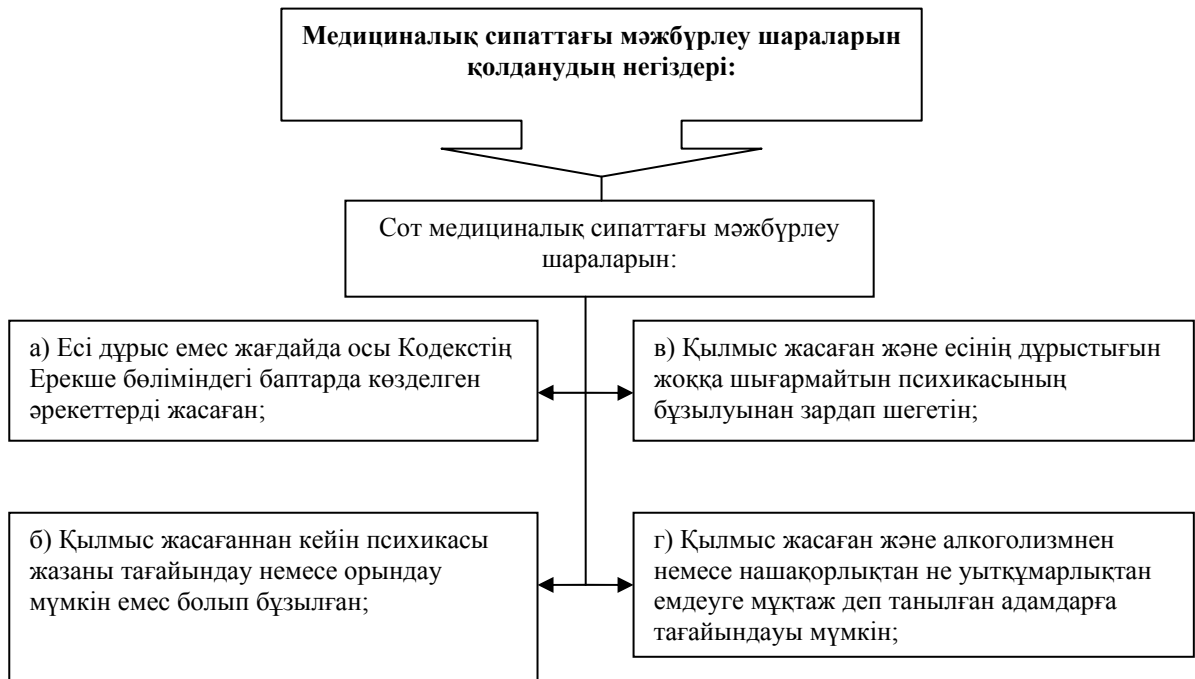 Медициналық сипаттағы мәжбүрлеу шараларын
қолданудың негіздері:
Сот медициналық сипаттағы мәжбүрлеу
шараларын:
а) Есі дұрыс емес жағдайда осы Кодекстің
Ерекше бөліміндегі баптарда көзделген
әрекеттерді жасаған;
б) Қылмыс жасағаннан кейін психикасы
жазаны тағайындау немесе орындау
мүмкін емес болып бұзылған;
в) Қылмыс жасаған және есінің дұрыстығын
жоққа шығармайтын психикасының
бұзылуынан зардап шегетін;
г) Қылмыс жасаған және алкоголизмнен
немесе нашақорлықтан не уытқұмарлықтан
емдеуге мұқтаж деп танылған адамдарға
тағайындауы мүмкін;